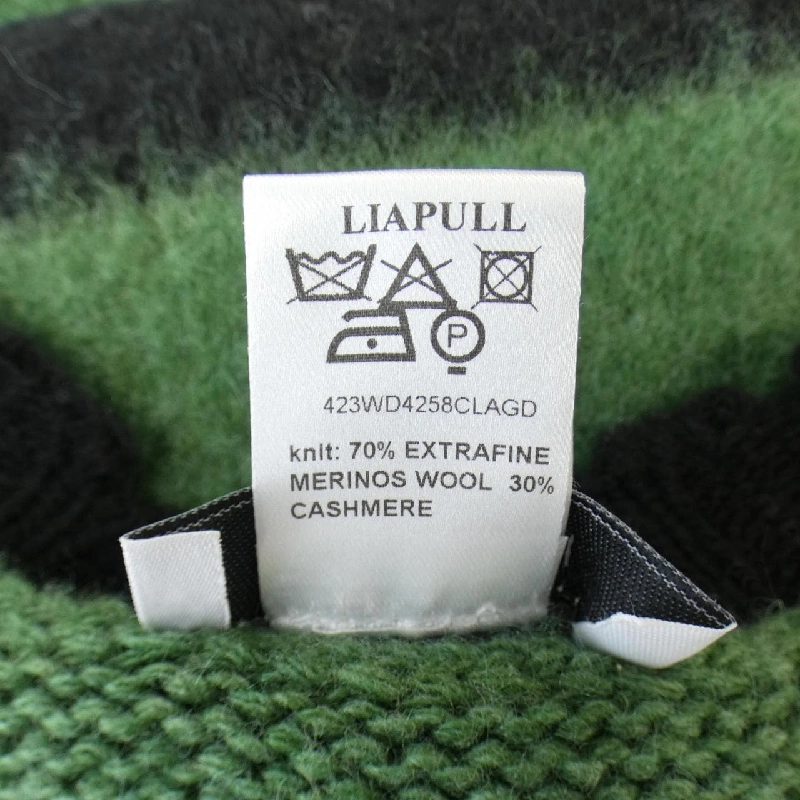 LIAPULL
P
423WD4258CLAGD
knit: 70% EXTRAFINE
MERINOS WOOL 30%
CASHMERE